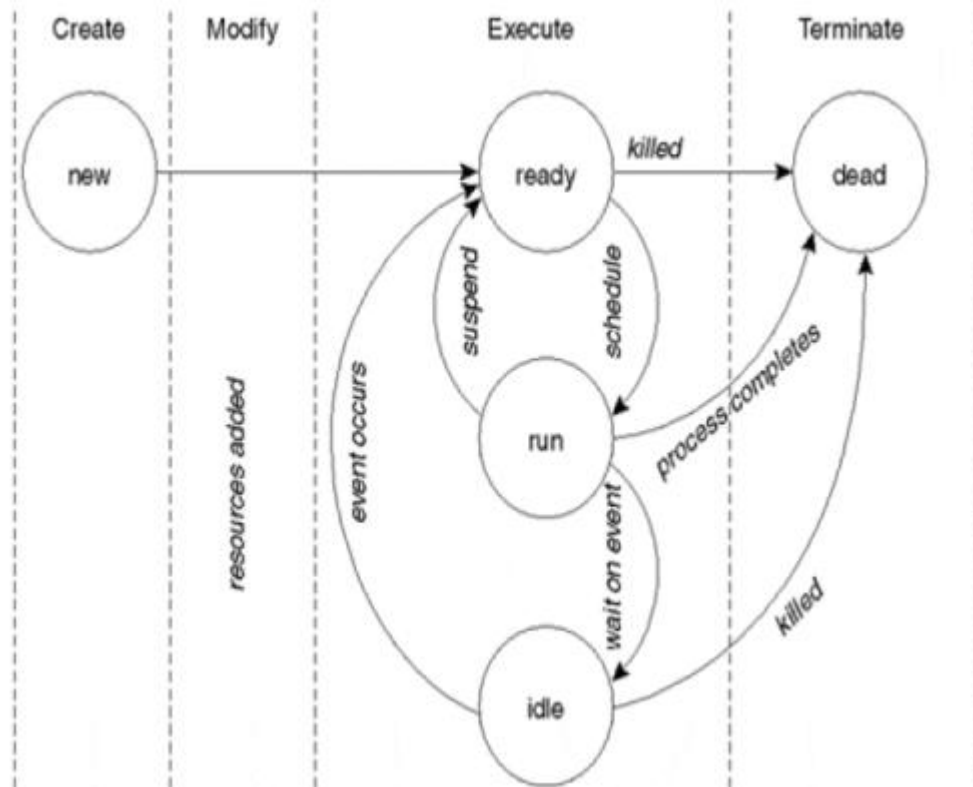 Create
Modify
Execute
Terminate
new
ready
killed
dead
suspend
schedule
event occurs
resources added
run
process completes
wait on event
killed
idle